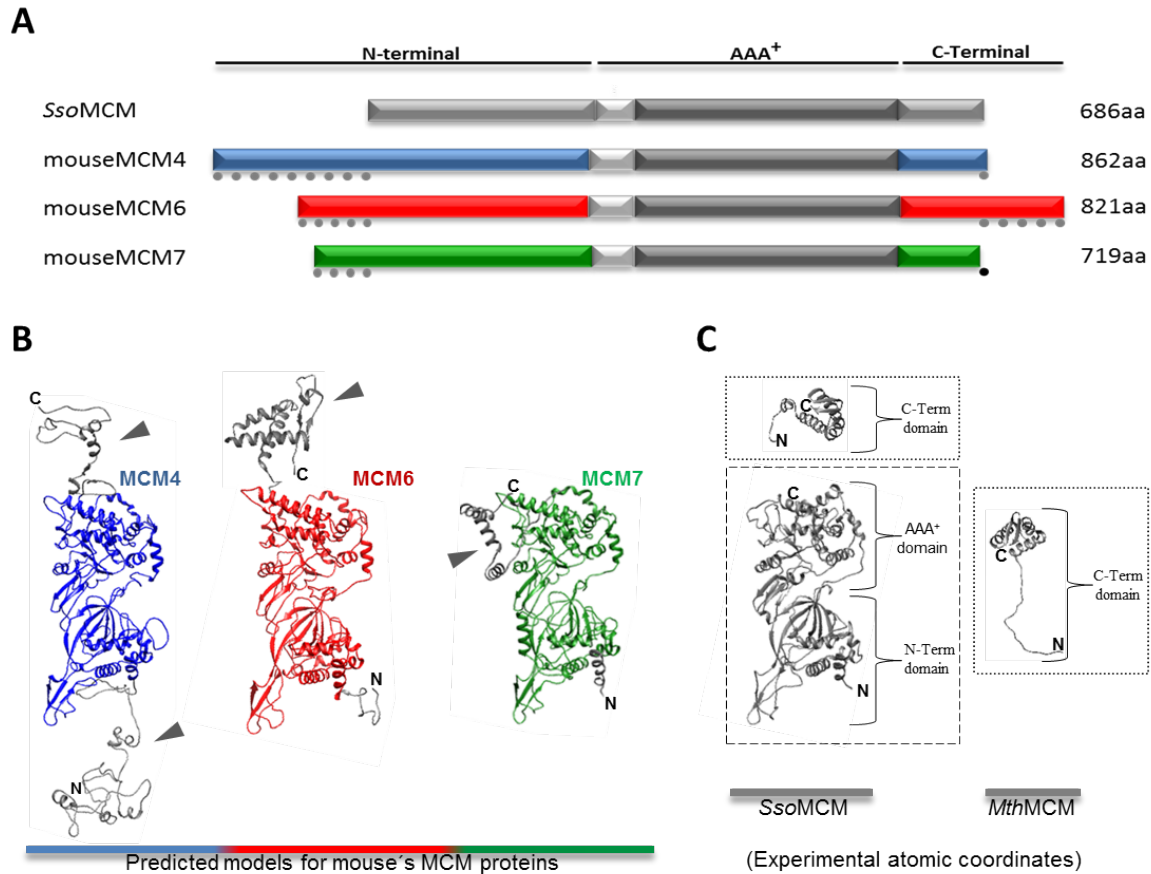 A
N-terminal AAA+ C-Terminal
SsoMCM 686aa
mouseMCM4 862aa
mouseMCM6 821aa
mouseMCM7 719aa
B
C
MCM4
N
C
MCM6
N
C
MCM7
N
Predicted models for mouse´s MCM proteins
C
C
N
C-Term
domain
C
AAA+
domain
N-Term
domain
N
C
N
C-Term
domain
SsoMCM
MthMCM
(Experimental atomic coordinates)